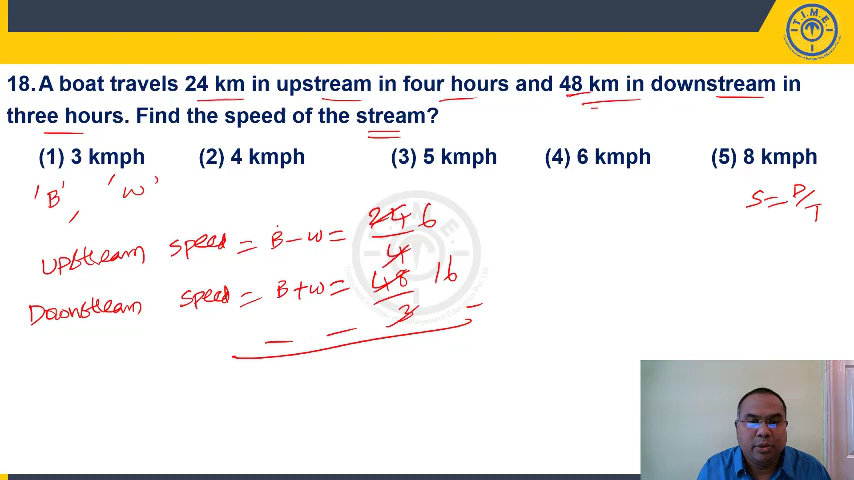 T.I.M.E.
18. A boat travels 24 km in upstream in four hours and 48 km in downstream in
three hours. Find the speed of the stream?
(1) 3 kmph (2) 4 kmph (3) 5 kmph (4) 6 kmph (5) 8 kmph
'B', 'W' S = D/T
Upstream speed = B - W = 24/4 6
Downstream speed = B + W = 48/3 16